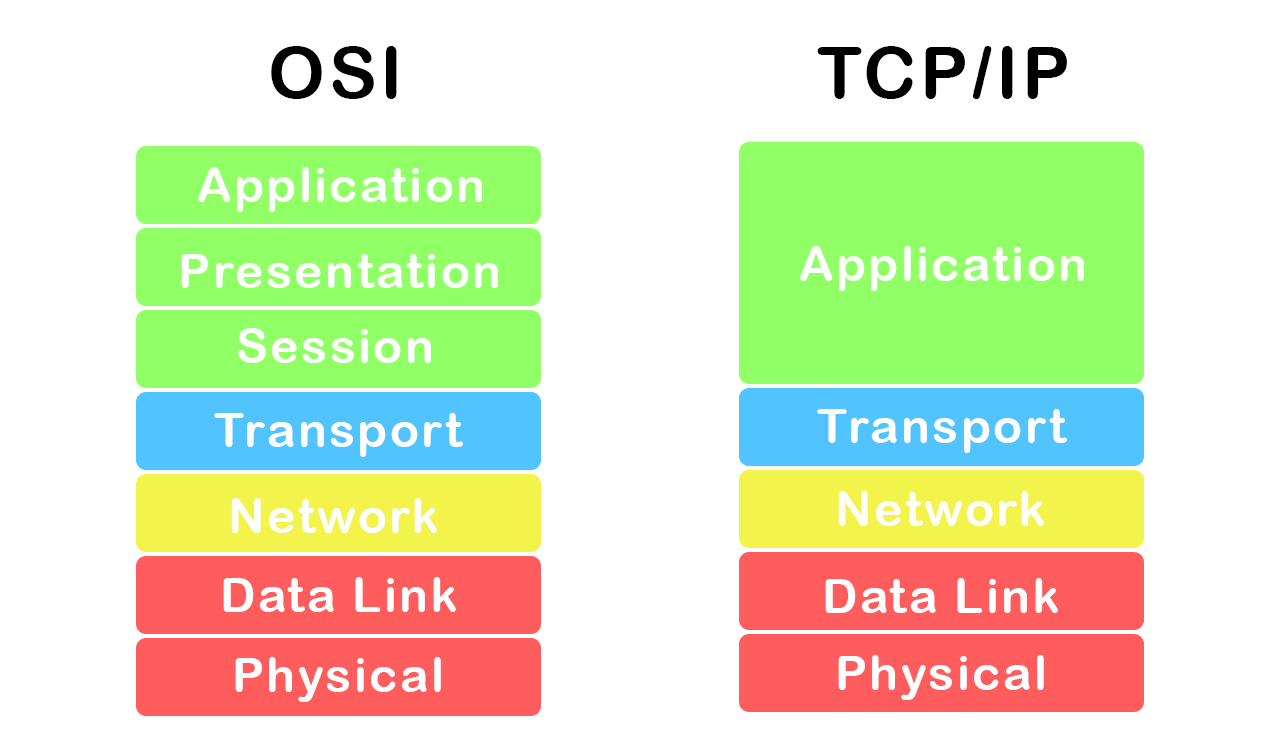 OSI
Application
Presentation
Session
Transport
Network
Data Link
Physical
TCP/IP
Application
Transport
Network
Data Link
Physical